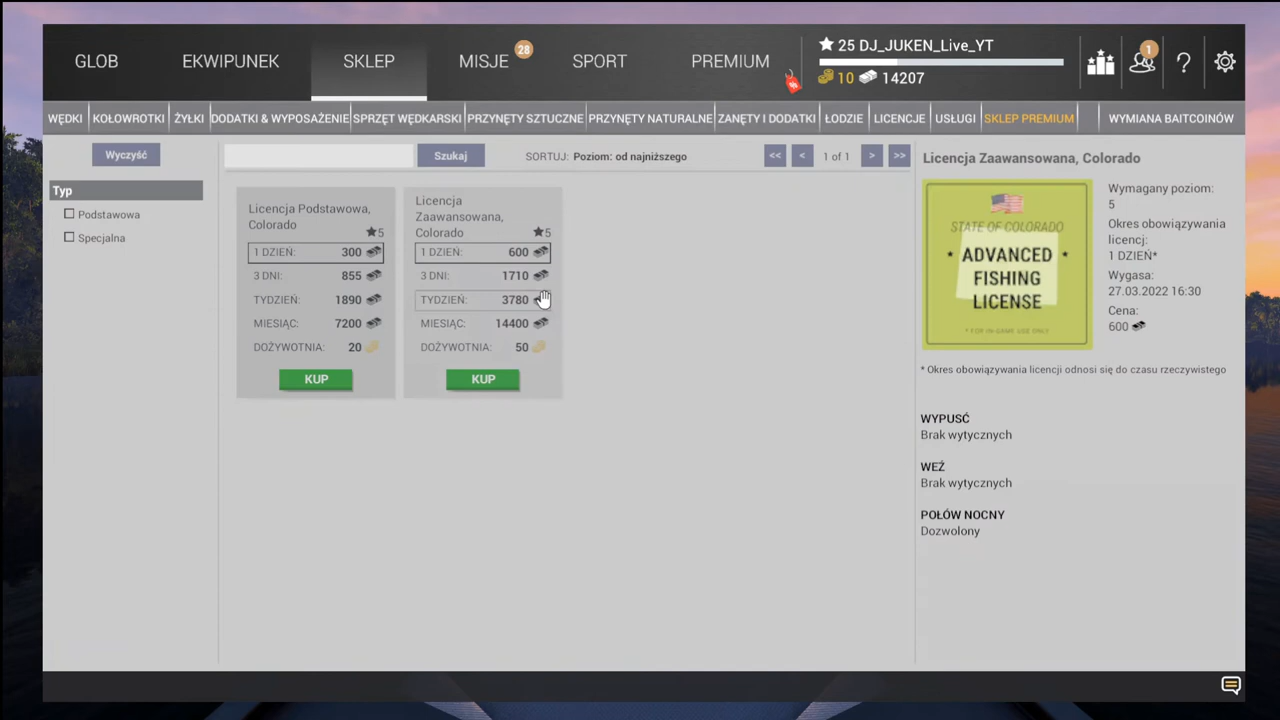 GLOB EKWIPUNEK SKLEP MISJE 28 SPORT PREMIUM
25 DJ_JUKEN_Live_YT
10 14207
1
?
WĘDKI KOŁOWROTKI ŻYŁKI DODATKI & WYPOSAŻENIE SPRZĘT WĘDKARSKI PRZYNĘTY SZTUCZNE PRZYNĘTY NATURALNE ZANĘTY I DODATKI ŁODZIE LICENCJE USŁUGI SKLEP PREMIUM WYMIANA BAITCOINÓW
Wyczyść
Typ
Podstawowa
Specjalna
Szukaj
SORTUJ: Poziom: od najniższego
<< < 1 of 1 > >>
Licencja Podstawowa,
Colorado
5
1 DZIEŃ: 300
3 DNI: 855
TYDZIEŃ: 1890
MIESIĄC: 7200
DOŻYWOTNIA: 20
KUP
Licencja
Zaawansowana,
Colorado
5
1 DZIEŃ: 600
3 DNI: 1710
TYDZIEŃ: 3780
MIESIĄC: 14400
DOŻYWOTNIA: 50
KUP
Licencja Zaawansowana, Colorado
STATE OF COLORADO
* ADVANCED *
FISHING
LICENSE
* FOR IN-GAME USE ONLY
Wymagany poziom:
5
Okres obowiązywania
licencji:
1 DZIEŃ*
Wygasa:
27.03.2022 16:30
Cena:
600
* Okres obowiązywania licencji odnosi się do czasu rzeczywistego
WYPUSĆ
Brak wytycznych
WEŹ
Brak wytycznych
POŁÓW NOCNY
Dozwolony